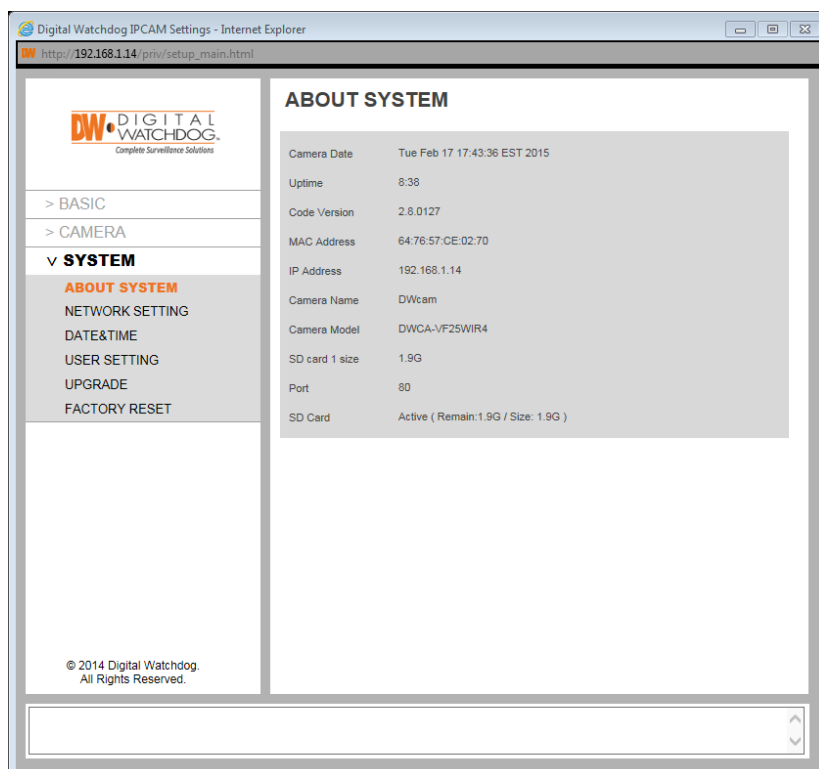 Digital Watchdog IPCAM Settings - Internet Explorer
DW http://192.168.1.14/priv/setup_main.html
DW DIGITAL
WATCHDOG.
Complete Surveillance Solutions
> BASIC
> CAMERA
v SYSTEM
ABOUT SYSTEM
NETWORK SETTING
DATE&TIME
USER SETTING
UPGRADE
FACTORY RESET
© 2014 Digital Watchdog.
All Rights Reserved.
ABOUT SYSTEM
Camera Date Tue Feb 17 17:43:36 EST 2015
Uptime 8:38
Code Version 2.8.0127
MAC Address 64:76:57:CE:02:70
IP Address 192.168.1.14
Camera Name DWcam
Camera Model DWCA-VF25WIR4
SD card 1 size 1.9G
Port 80
SD Card Active ( Remain:1.9G / Size: 1.9G )